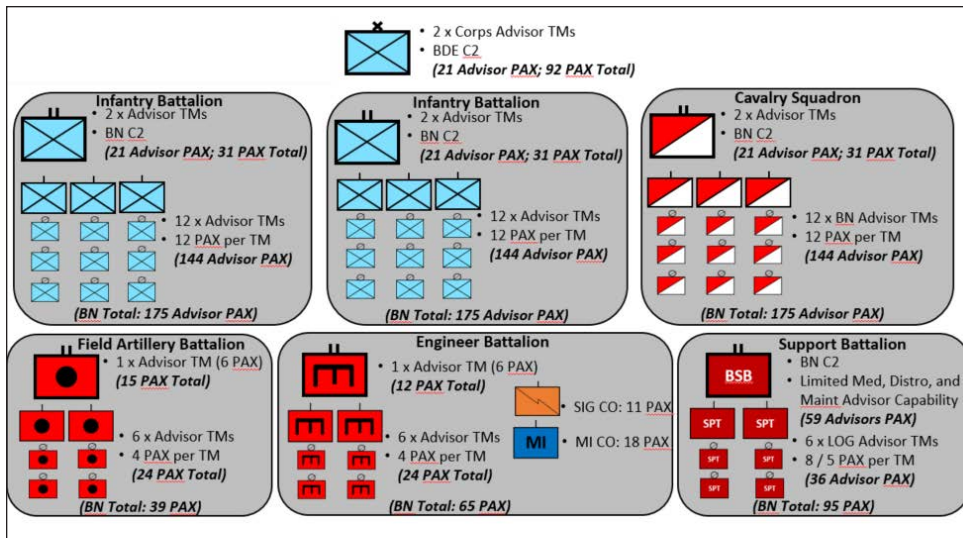 • 2 x Corps Advisor TMs
• BDE C2
(21 Advisor PAX; 92 PAX Total)
Infantry Battalion
• 2 x Advisor TMs
• BN C2
(21 Advisor PAX; 31 PAX Total)
• 12 x Advisor TMs
• 12 PAX per TM
(144 Advisor PAX)
(BN Total: 175 Advisor PAX)
Infantry Battalion
• 2 x Advisor TMs
• BN C2
(21 Advisor PAX; 31 PAX Total)
• 12 x Advisor TMs
• 12 PAX per TM
(144 Advisor PAX)
(BN Total: 175 Advisor PAX)
Cavalry Squadron
• 2 x Advisor TMs
• BN C2
(21 Advisor PAX; 31 PAX Total)
• 12 x BN Advisor TMs
• 12 PAX per TM
(144 Advisor PAX)
(BN Total: 175 Advisor PAX)
Field Artillery Battalion
• 1 x Advisor TM (6 PAX)
(15 PAX Total)
• 6 x Advisor TMs
• 4 PAX per TM
(24 PAX Total)
(BN Total: 39 PAX)
Engineer Battalion
• 1 x Advisor TM (6 PAX)
(12 PAX Total)
• SIG CO: 11 PAX
MI
• MI CO: 18 PAX
• 6 x Advisor TMs
• 4 PAX per TM
(24 PAX Total)
(BN Total: 65 PAX)
Support Battalion
BSB
• BN C2
• Limited Med, Distro, and
Maint Advisor Capability
(59 Advisors PAX)
SPT SPT
• 6 x LOG Advisor TMs
• 8 / 5 PAX per TM
(36 Advisor PAX)
SPT SPT
SPT SPT
(BN Total: 95 PAX)